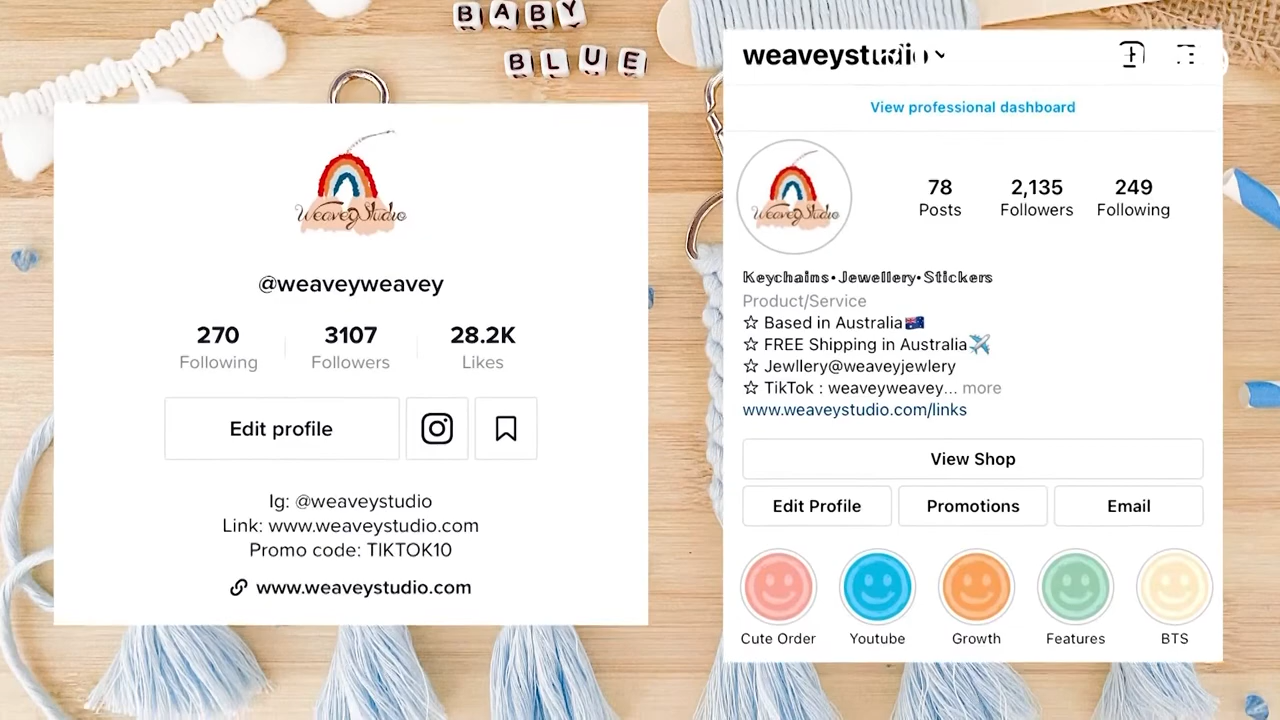 BABY
BLUE
WeaveyStudio
@weaveyweavey
270 3107 28.2K
Following Followers Likes
Edit profile
Ig: @weaveystudio
Link: www.weaveystudio.com
Promo code: TIKTOK10
www.weaveystudio.com
weaveystudio
View professional dashboard
WeaveyStudio
78 2,135 249
Posts Followers Following
𝕂𝕖𝕪𝕔𝕙𝕒𝕚𝕟𝕤•𝕁𝕖𝕨𝕖𝕝𝕝𝕖𝕣𝕪•𝕊𝕥𝕚𝕔𝕜𝕖𝕣𝕤
Product/Service
☆ Based in Australia🇦🇺
☆ FREE Shipping in Australia✈️
☆ Jewllery@weaveyjewlery
☆ TikTok : weaveyweavey... more
www.weaveystudio.com/links
View Shop
Edit Profile Promotions Email
Cute Order Youtube Growth Features BTS